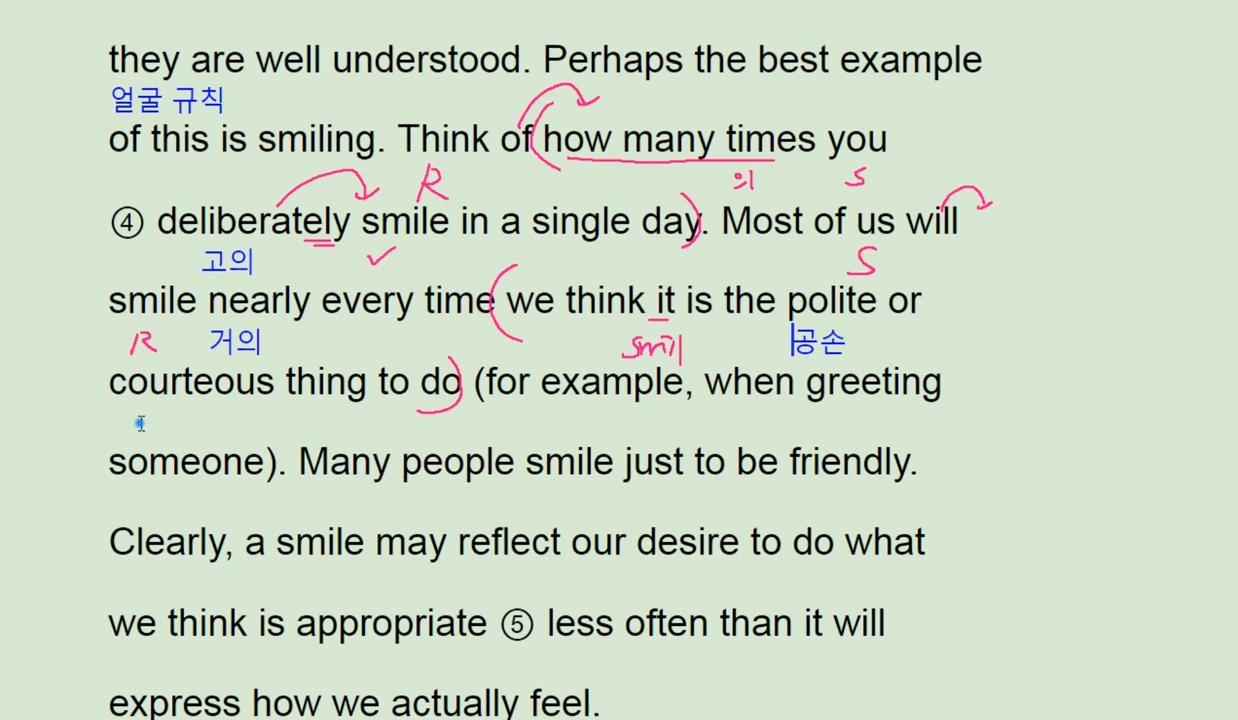 they are well understood. Perhaps the best example
얼굴 규칙
of this is smiling. Think of how many times you
R 의 S
④ deliberately smile in a single day. Most of us will
고의 S
smile nearly every time we think it is the polite or
R 거의 smil 공손
courteous thing to do (for example, when greeting
someone). Many people smile just to be friendly.
Clearly, a smile may reflect our desire to do what
we think is appropriate ⑤ less often than it will
express how we actually feel.